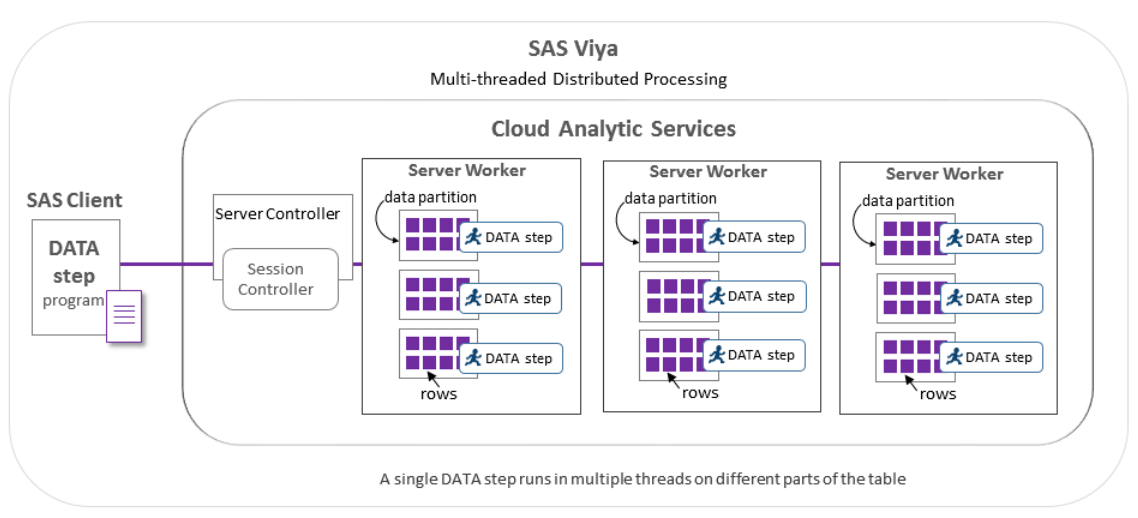 SAS Viya
Multi-threaded Distributed Processing
Cloud Analytic Services
SAS Client
DATA
step
program
Server Controller
Session
Controller
Server Worker
data partition
DATA step
DATA step
DATA step
rows
Server Worker
data partition
DATA step
DATA step
DATA step
rows
Server Worker
data partition
DATA step
DATA step
DATA step
rows
A single DATA step runs in multiple threads on different parts of the table